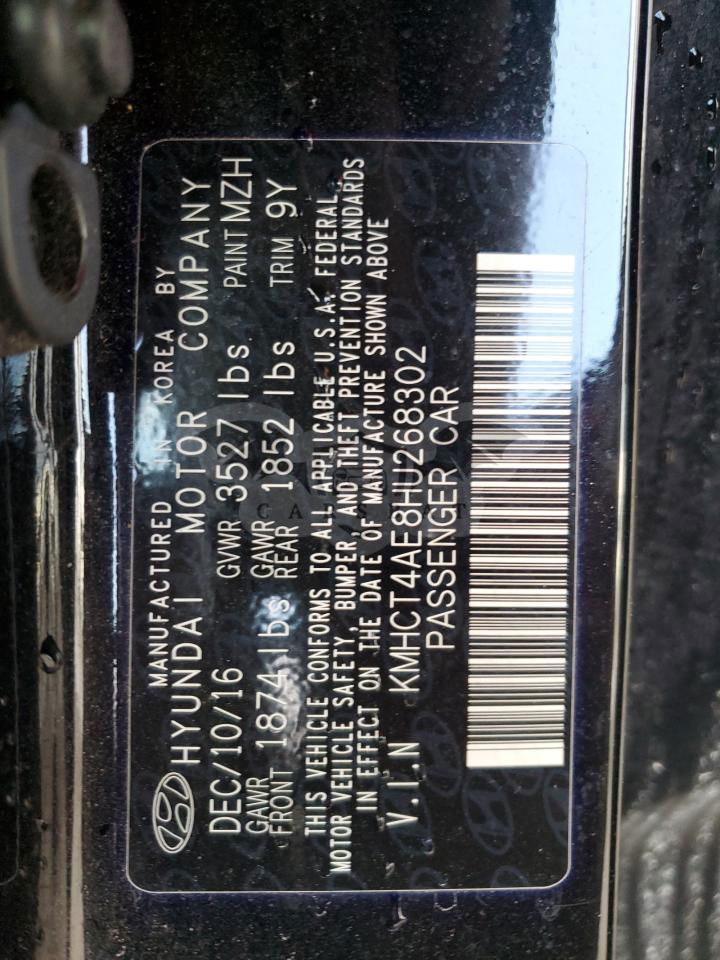 MANUFACTURED IN KOREA BY
HYUNDAI MOTOR COMPANY
DEC/10/16 GVWR 3527 lbs. PAINT MZH
GAWR FRONT 1874 lbs GAWR REAR 1852 lbs TRIM 9Y
THIS VEHICLE CONFORMS TO ALL APPLICABLE U.S.A. FEDERAL
MOTOR VEHICLE SAFETY, BUMPER, AND THEFT PREVENTION STANDARDS
IN EFFECT ON THE DATE OF MANUFACTURE SHOWN ABOVE
V.I.N KMHCT4AE8HU268302
PASSENGER CAR